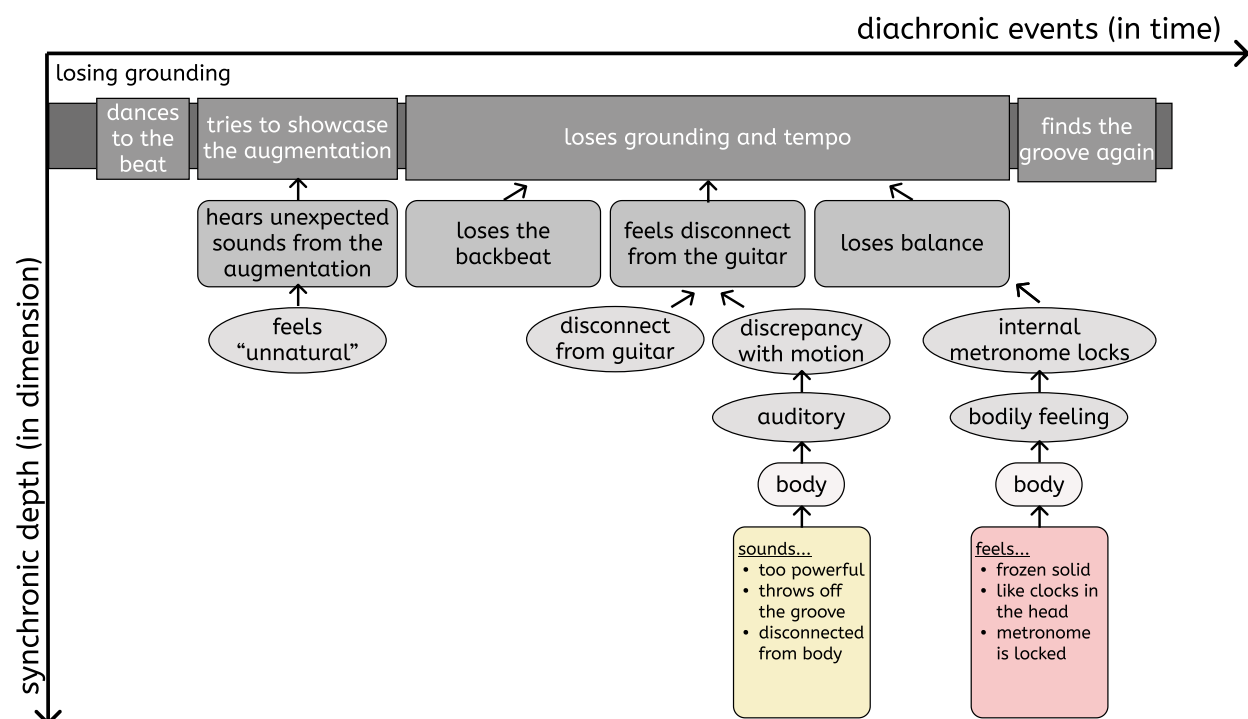 diachronic events (in time)
losing grounding
dances
to the
beat
tries to showcase
the augmentation
loses grounding and tempo
finds the
groove again
hears unexpected
sounds from the
augmentation
loses the
backbeat
feels disconnect
from the guitar
loses balance
feels
“unnatural”
disconnect
from guitar
discrepancy
with motion
internal
metronome locks
auditory
bodily feeling
body
body
sounds...
• too powerful
• throws off
the groove
• disconnected
from body
feels...
• frozen solid
• like clocks in
the head
• metronome
is locked
synchronic depth (in dimension)